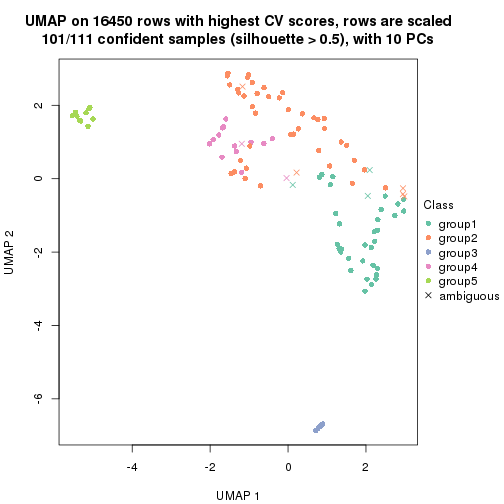 UMAP on 16450 rows with highest CV scores, rows are scaled
101/111 confident samples (silhouette > 0.5), with 10 PCs
2
0
-2
-4
-6
UMAP 2
-4
-2
0
2
UMAP 1
Class
group1
group2
group3
group4
group5
ambiguous